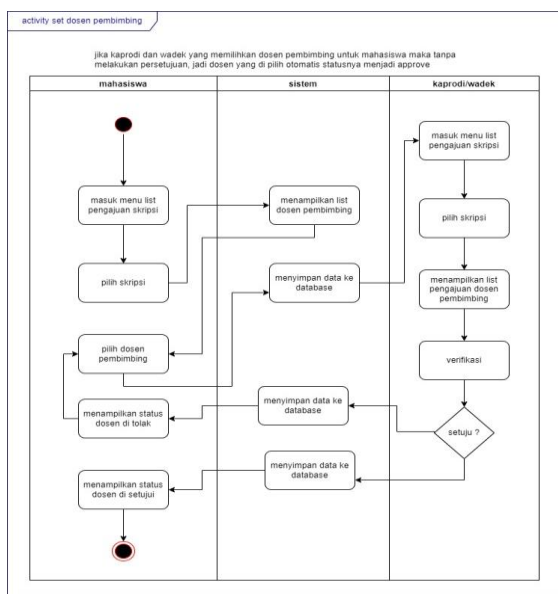 activity set dosen pembimbing
jika kaprodi dan wadek yang memilihkan dosen pembimbing untuk mahasiswa maka tanpa
melakukan persetujuan, jadi dosen yang di pilih otomatis statusnya menjadi approve
mahasiswa
sistem
kaprodi/wadek
masuk menu list
pengajuan skripsi
pilih skripsi
menampilkan list
dosen pembimbing
pilih dosen
pembimbing
menyimpan data ke
database
masuk menu list
pengajuan skripsi
pilih skripsi
menampilkan list
pengajuan dosen
pembimbing
verifikasi
setuju ?
menyimpan data ke
database
menampilkan status
dosen di tolak
menyimpan data ke
database
menampilkan status
dosen di setujui